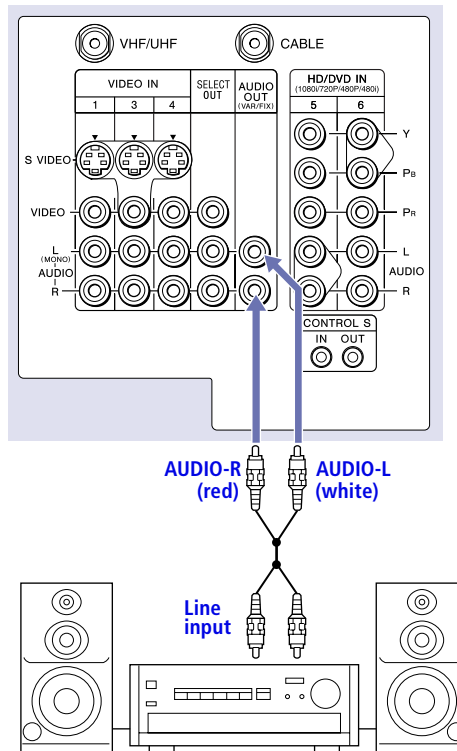 VHF/UHF
CABLE
VIDEO IN
1 3 4
SELECT
OUT
AUDIO
OUT
(VAR/FIX)
HD/DVD IN
(1080i/720P/480P/480i)
5 6
S VIDEO
VIDEO
L
(MONO)
AUDIO
R
Y
PB
PR
L
AUDIO
R
CONTROL S
IN OUT
AUDIO-R
(red)
AUDIO-L
(white)
Line
input